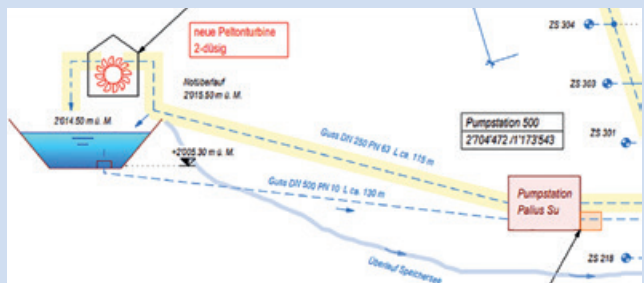 neue Peltonturbine
2-düsig
ZS 304
Notüberlauf
2'015.50 m ü. M.
2'014.50 m ü. M.
ZS 303
Pumpstation 500
2'704'472 /1'173'543
ZS 301
+2'005.30 m ü. M.
Guss DN 250 PN 63 L ca. 115 m
Guss DN 500 PN 10 L ca. 130 m
Pumpstation
Palius Su
Überlauf Speichersee
ZS 218